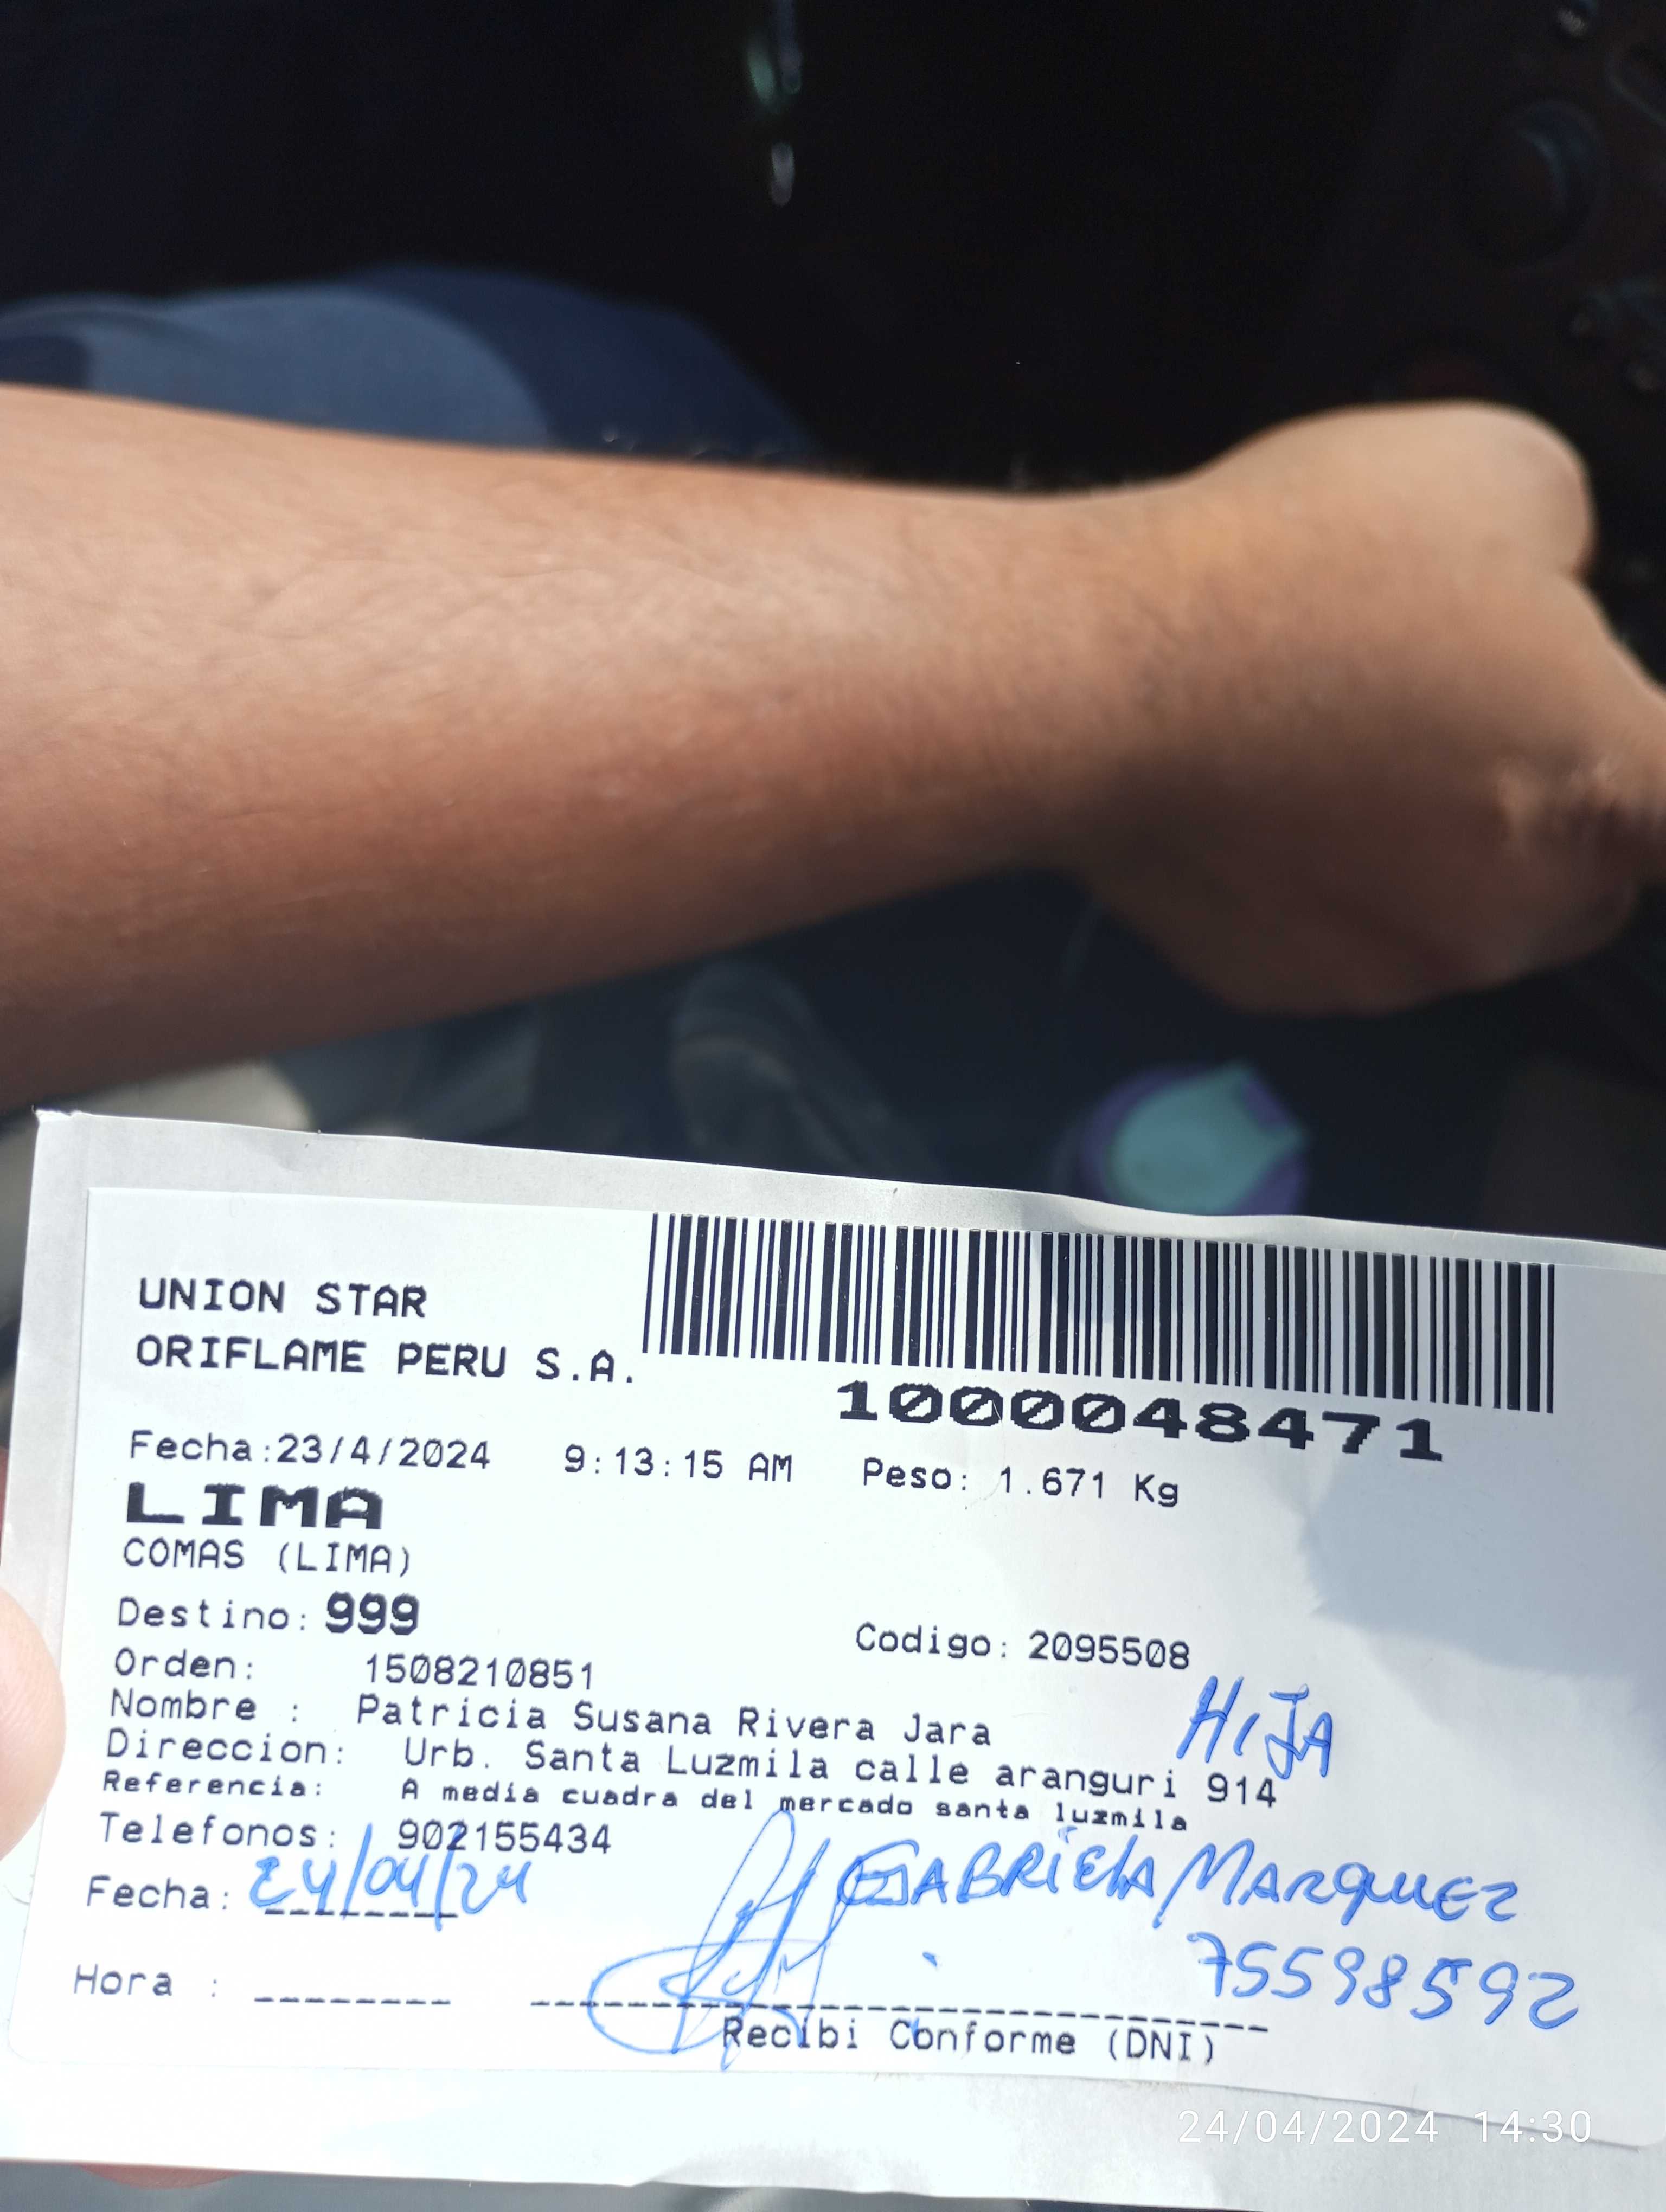 UNION STAR
ORIFLAME PERU S.A.
1000048471
Fecha:23/4/2024 9:13:15 AM Peso: 1.671 Kg
LIMA
COMAS (LIMA)
Destino: 999
Codigo: 2095508
Orden: 1508210851
Nombre : Patricia Susana Rivera Jara
HIJA
Direccion: Urb. Santa Luzmila calle aranguri 914
Referencia: A media cuadra del mercado santa luzmila
Telefonos: 902155434
GABRIELA MARQUEZ
Fecha: 24/04/24
75598592
Hora :
Recibi Conforme (DNI)
24/04/2024 14:30